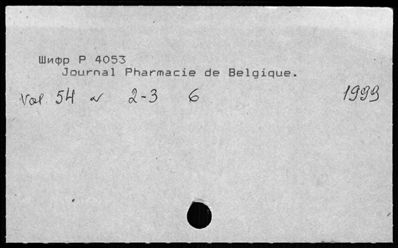 Шифр Р 4053
Journal Pharmacie de Belgique.
Vol. 54 N 2-3 6 1999